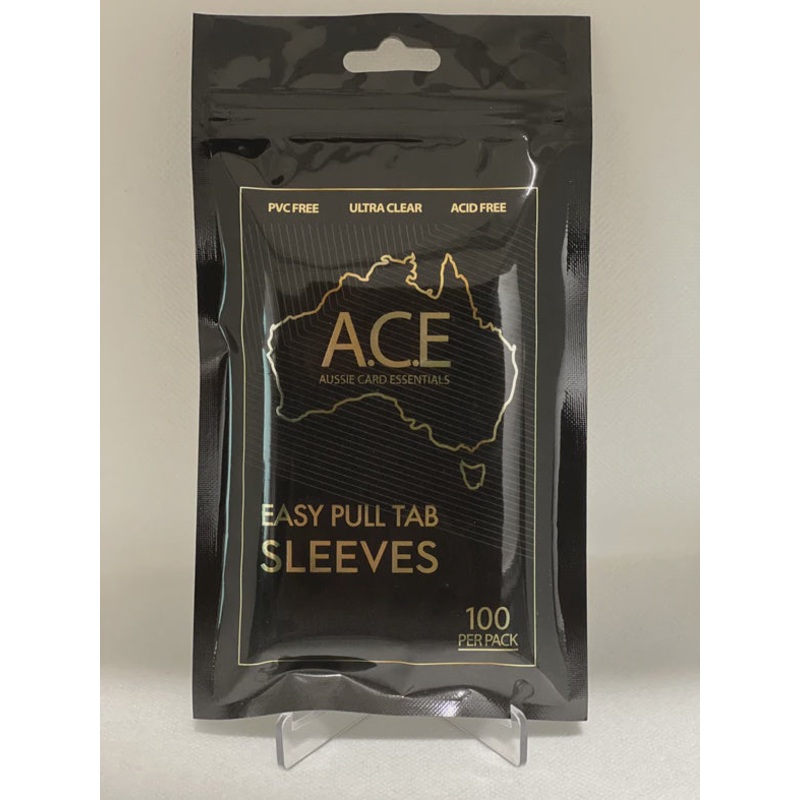 PVC FREE ULTRA CLEAR ACID FREE
A.C.E
AUSSIE CARD ESSENTIALS
EASY PULL TAB
SLEEVES
100
PER PACK